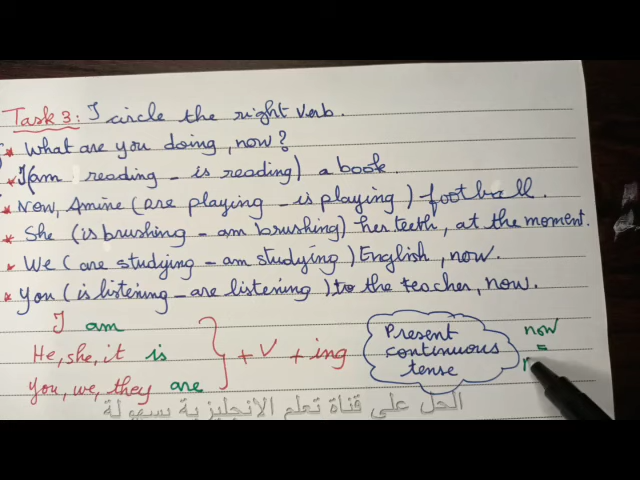 Task 3: I circle the right verb.
* What are you doing, now?
* I (am reading - is reading) a book.
* Now, Amine (are playing - is playing) football.
* She (is brushing - am brushing) her teeth, at the moment.
* We (are studying - am studying) English, now.
* You (is listening - are listening) to the teacher, now.
I am
He, she, it is
You, we, they are
} + V + ing
Present
continuous
tense
now
=
الحل على قناة تعلم الانجليزية بسهولة